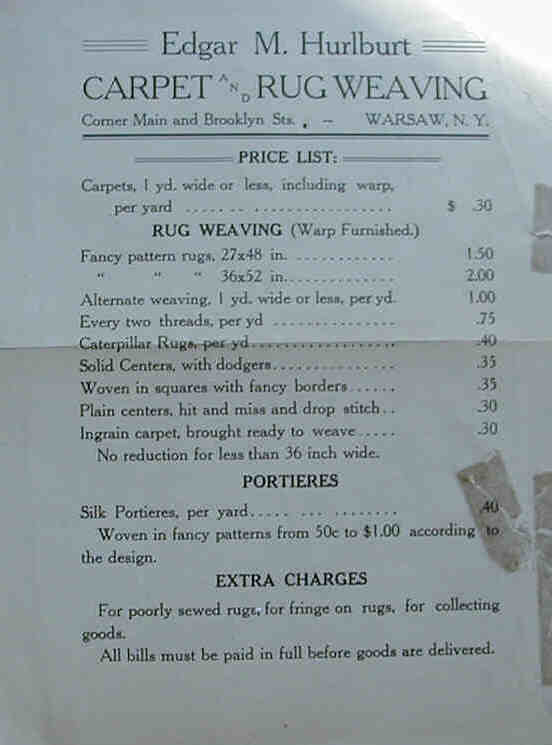 Edgar M. Hurlburt
CARPET AND RUG WEAVING
Corner Main and Brooklyn Sts. , – WARSAW, N. Y.
PRICE LIST:
Carpets, 1 yd. wide or less, including warp,
per yard ...... .................. $ .30
RUG WEAVING (Warp Furnished.)
Fancy pattern rugs, 27x48 in. ............. 1.50
" " " 36x52 in.............. 2.00
Alternate weaving, 1 yd. wide or less, per yd. 1.00
Every two threads, per yd ............... .75
Caterpillar Rugs, per yd.................. .40
Solid Centers, with dodgers............... .35
Woven in squares with fancy borders...... .35
Plain centers, hit and miss and drop stitch.. .30
Ingrain carpet, brought ready to weave..... .30
No reduction for less than 36 inch wide.
PORTIERES
Silk Portieres, per yard..... ... ........ .40
Woven in fancy patterns from 50c to $1.00 according to
the design.
EXTRA CHARGES
For poorly sewed rugs, for fringe on rugs, for collecting
goods.
All bills must be paid in full before goods are delivered.